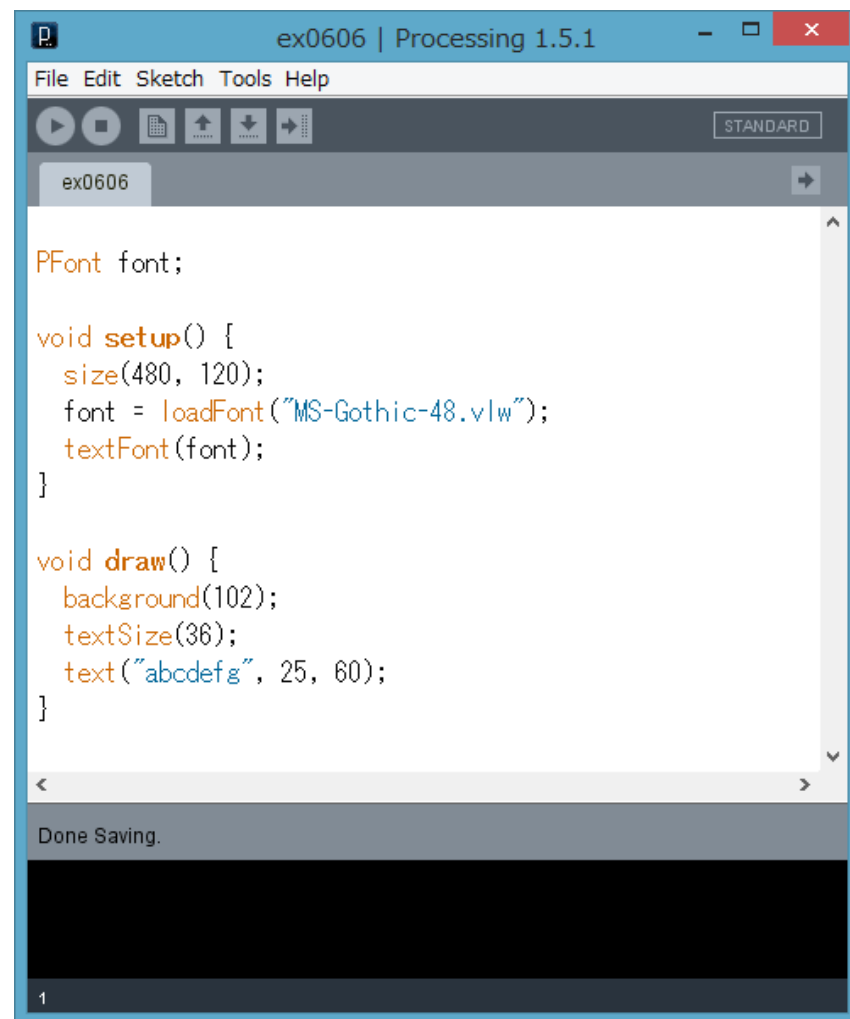 ex0606 | Processing 1.5.1
File Edit Sketch Tools Help
STANDARD
ex0606
PFont font;
void setup() {
  size(480, 120);
  font = loadFont("MS-Gothic-48.vlw");
  textFont(font);
}
void draw() {
  background(102);
  textSize(36);
  text("abcdefg", 25, 60);
}
Done Saving.
1